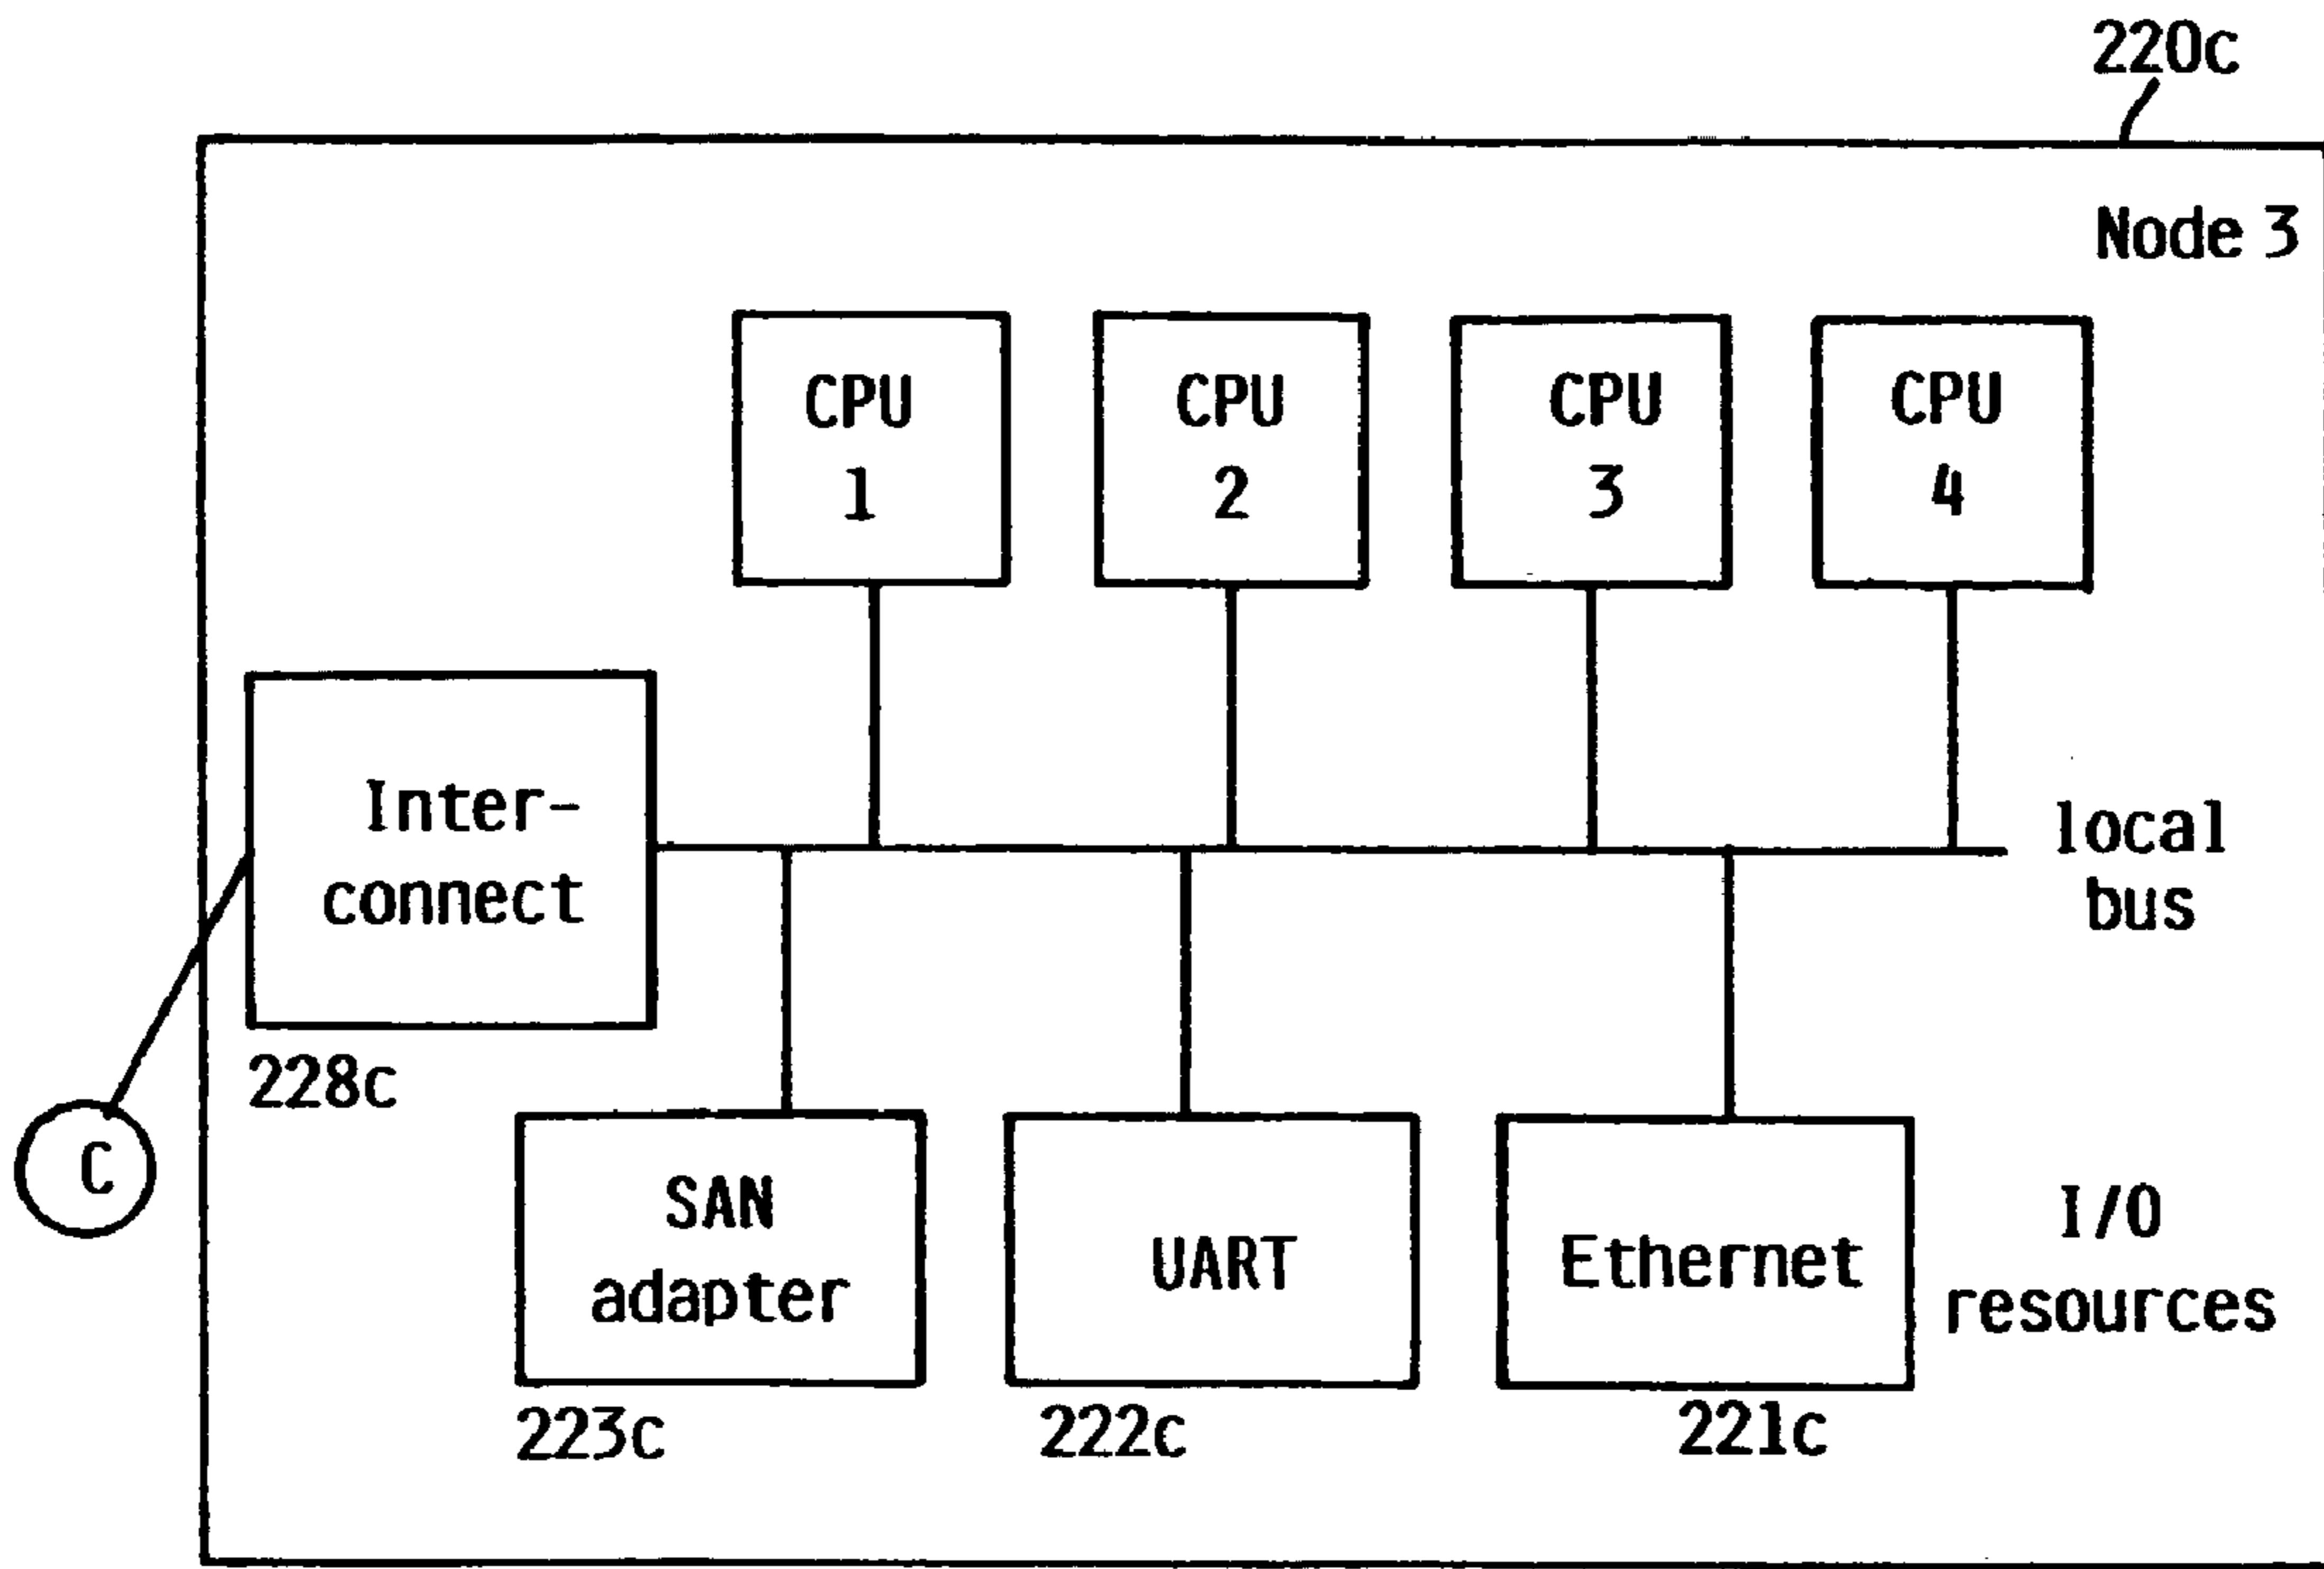 220c
Node 3
CPU
1
CPU
2
CPU
3
CPU
4
Inter-
connect
228c
local
bus
C
SAN
adapter
223c
UART
222c
Ethernet
221c
I/O
resources